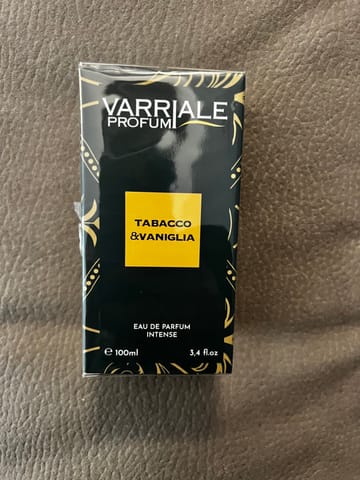 VARRIALE
PROFUMI
TABACCO
&VANIGLIA
EAU DE PARFUM
INTENSE
℮ 100ml 3,4 fl.oz